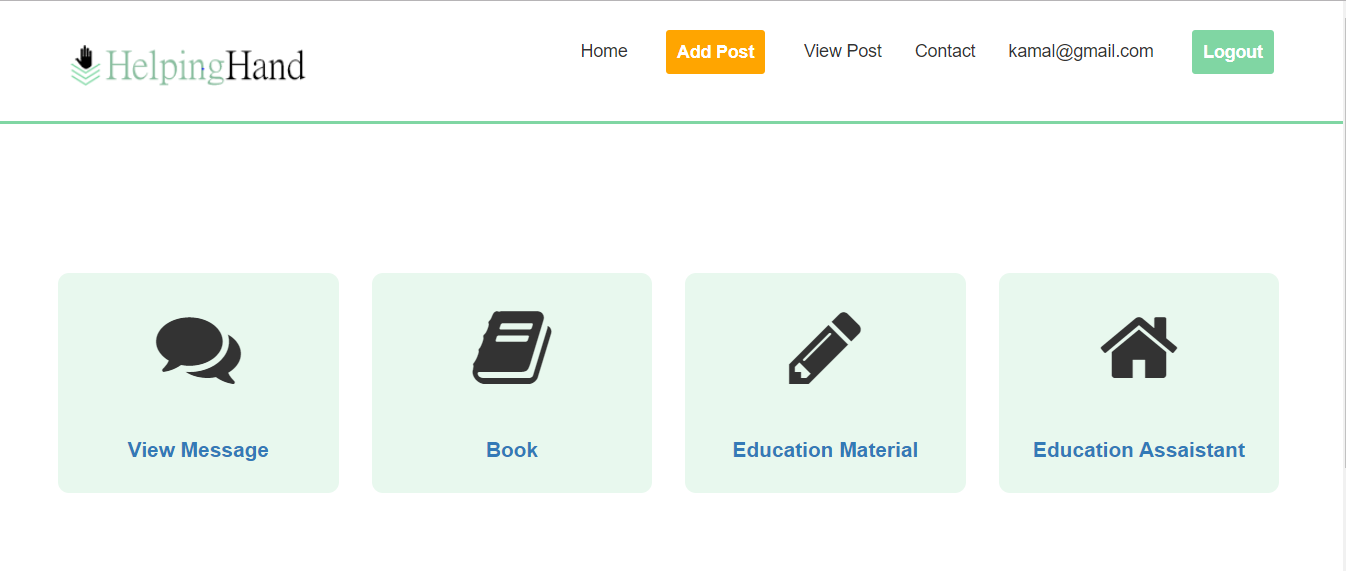 HelpingHand
Home
Add Post
View Post
Contact
kamal@gmail.com
Logout
View Message
Book
Education Material
Education Assaistant